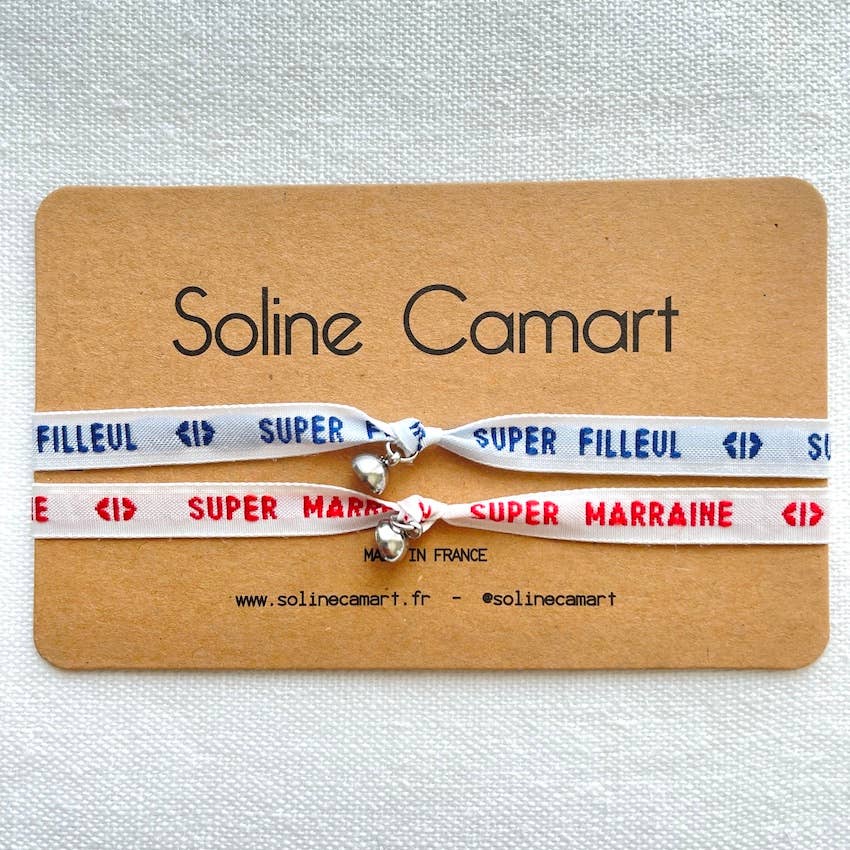 Soline Camart
FILLEUL <|> SUPER SUPER FILLEUL <|>
SUPER SUPER MARRAINE <|>
IN FRANCE
www.solinecamart.fr - @solinecamart